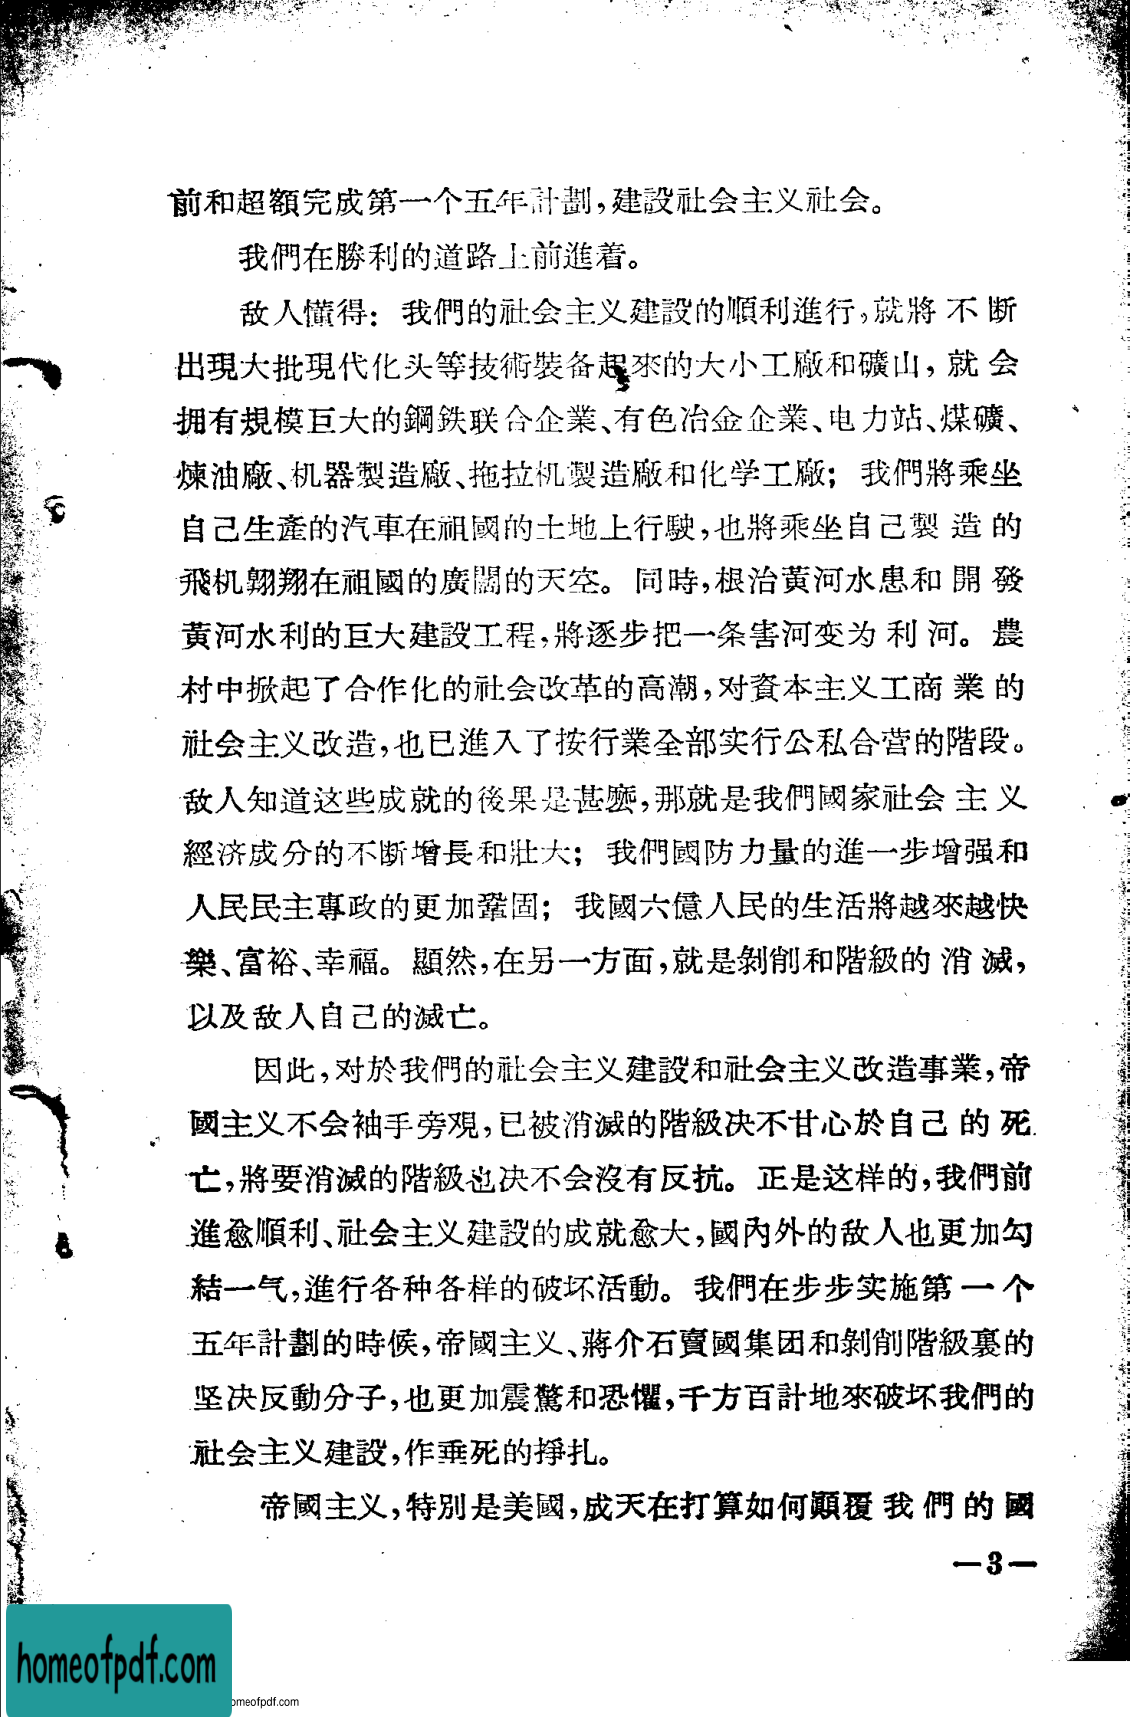 前和超額完成第一个五年計劃，建設社会主义社会。
我們在勝利的道路上前進着。
敌人懂得：我們的社会主义建設的順利進行，就將不断
出現大批現代化头等技術裝备起來的大小工廠和礦山，就会
拥有規模巨大的鋼鉄联合企業、有色冶金企業、电力站、煤礦、
煉油廠、机器製造廠、拖拉机製造廠和化学工廠；我們將乘坐
自己生產的汽車在祖國的土地上行駛，也將乘坐自己製造的
飛机翱翔在祖國的廣闊的天空。同時，根治黃河水患和開發
黃河水利的巨大建設工程，將逐步把一条害河变为利河。農
村中掀起了合作化的社会改革的高潮，对資本主义工商業的
社会主义改造，也已進入了按行業全部实行公私合营的階段。
敌人知道这些成就的後果是甚麼，那就是我們國家社会主义
經济成分的不断增長和壯大；我們國防力量的進一步增强和
人民民主專政的更加鞏固；我國六億人民的生活將越來越快
樂、富裕、幸福。顯然，在另一方面，就是剝削和階級的消滅，
以及敌人自己的滅亡。
因此，对於我們的社会主义建設和社会主义改造事業，帝
國主义不会袖手旁观，已被消滅的階級决不甘心於自己的死
亡，將要消滅的階級也决不会沒有反抗。正是这样的，我們前
進愈順利、社会主义建設的成就愈大，國內外的敌人也更加勾
結一气，進行各种各样的破坏活動。我們在步步实施第一个
五年計劃的時候，帝國主义、蔣介石賣國集团和剝削階級裏的
坚决反動分子，也更加震驚和恐懼，千方百計地來破坏我們的
社会主义建設，作垂死的掙扎。
帝國主义，特別是美國，成天在打算如何顚覆我們的國
—3—
homeofpdf.com
omeofpdf.com